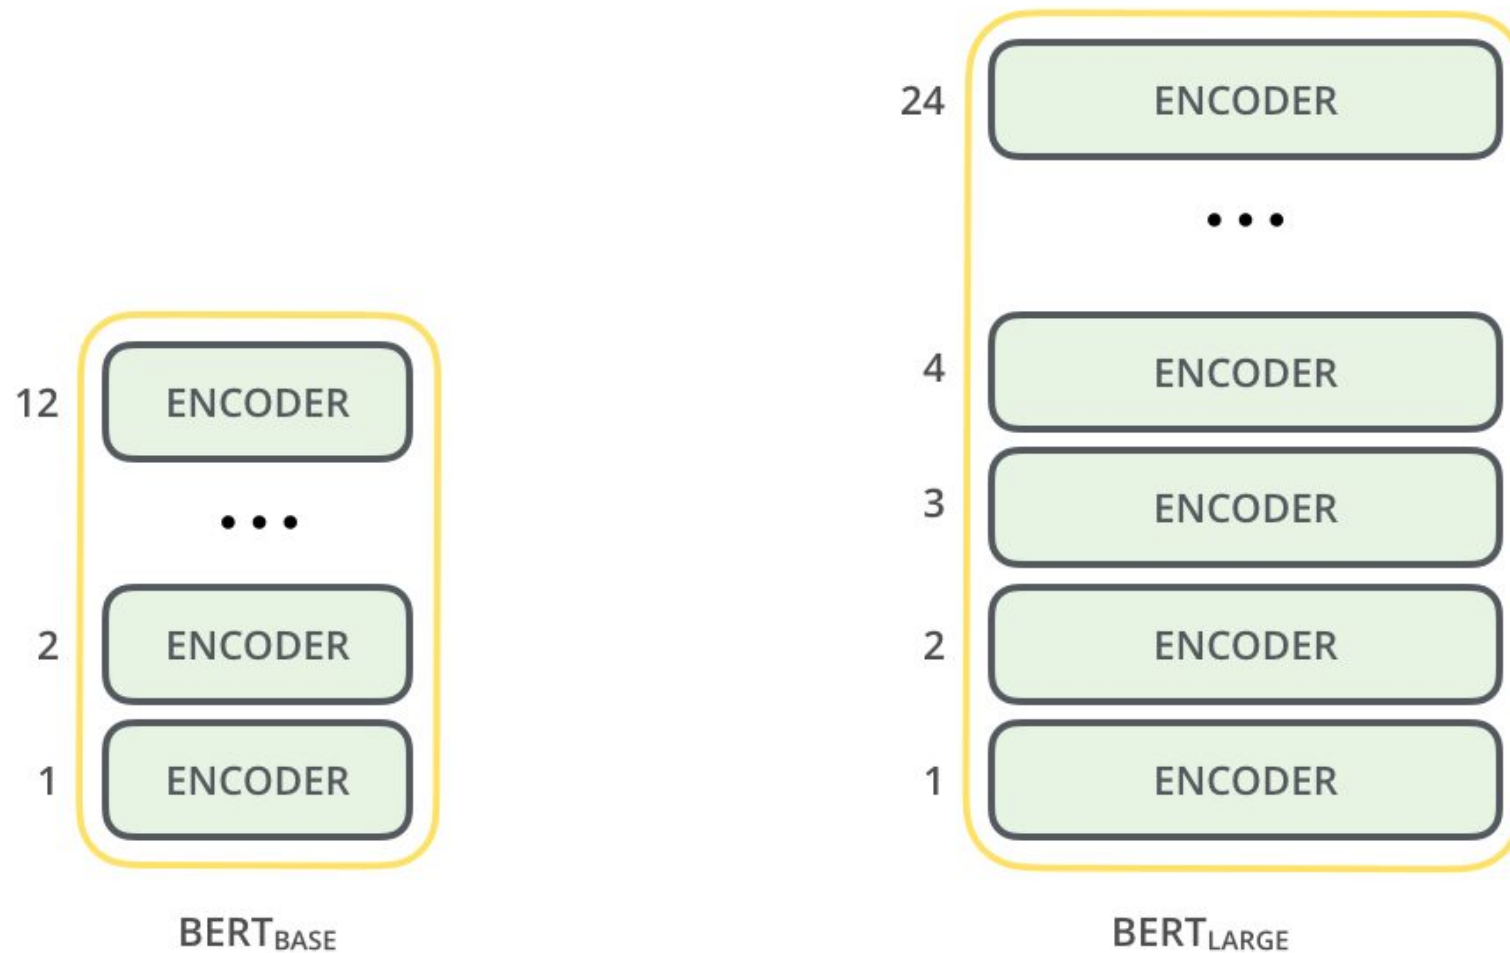 12 ENCODER
• • •
2 ENCODER
1 ENCODER
BERTBASE
24 ENCODER
• • •
4 ENCODER
3 ENCODER
2 ENCODER
1 ENCODER
BERTLARGE